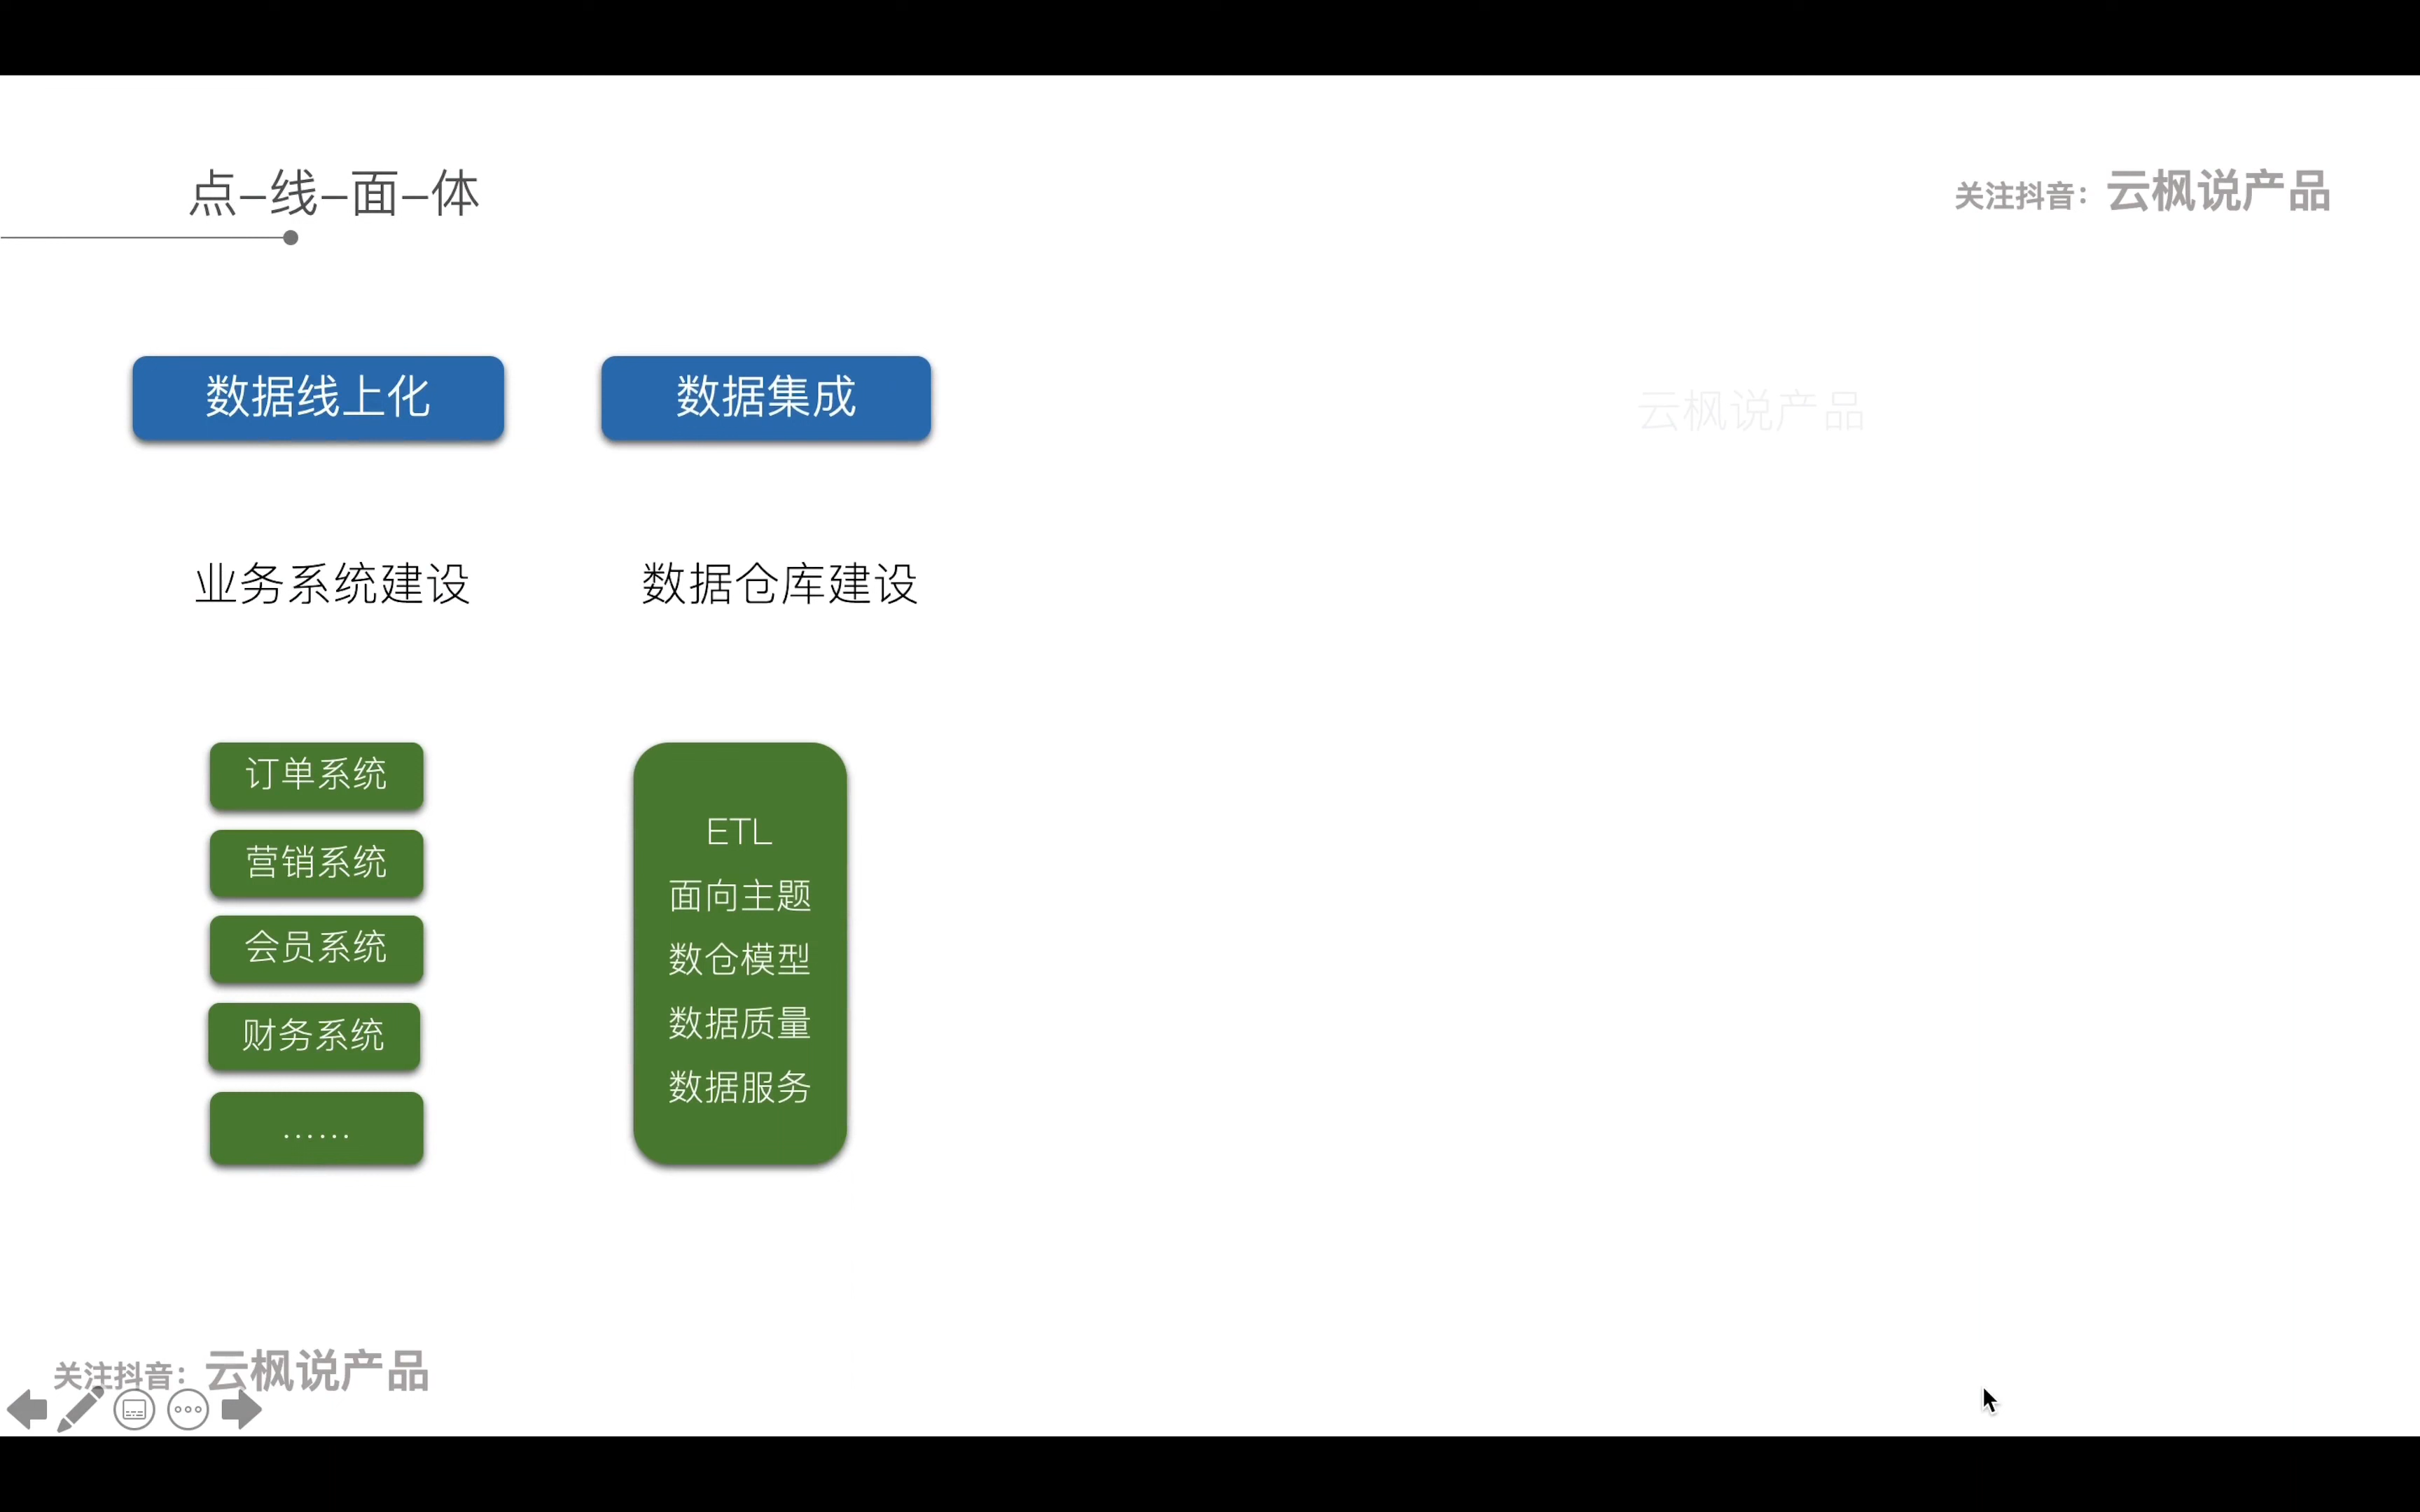 点–线–面–体
关注抖音：云枫说产品
数据线上化
数据集成
云枫说产品
业务系统建设
数据仓库建设
订单系统
营销系统
会员系统
财务系统
……
ETL
面向主题
数仓模型
数据质量
数据服务
关注抖音：云枫说产品